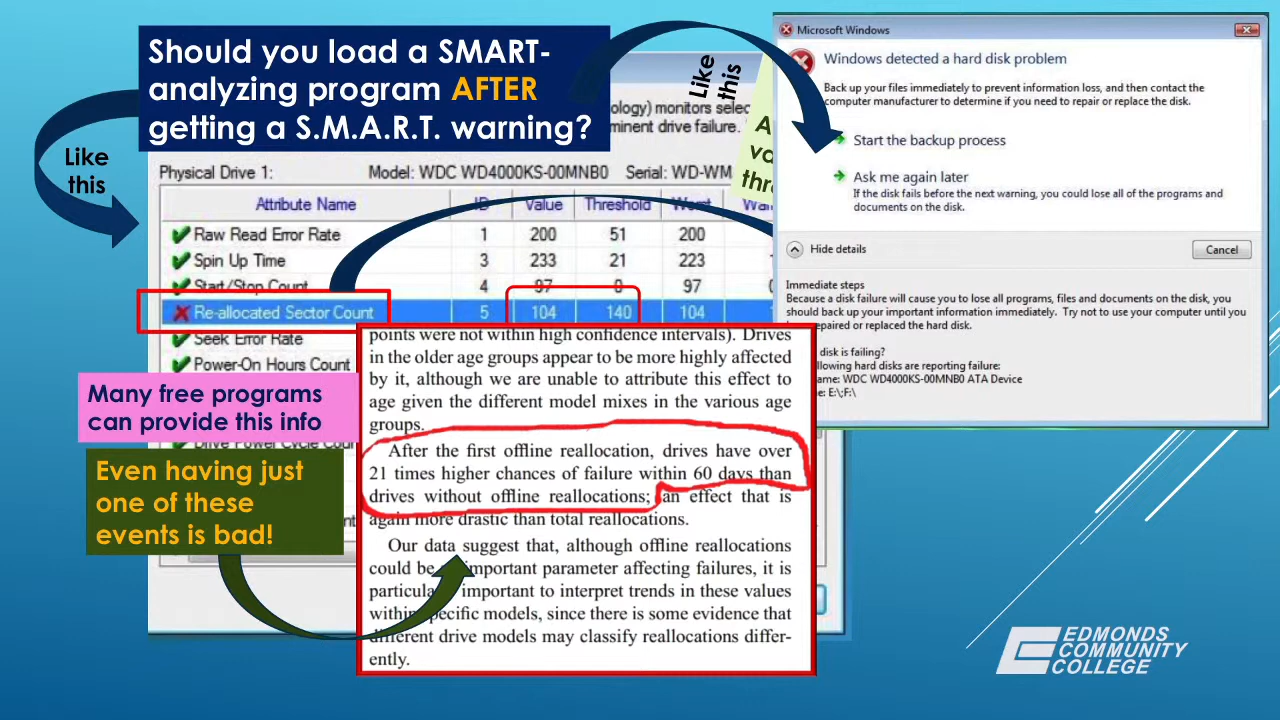 Should you load a SMART-
analyzing program AFTER
getting a S.M.A.R.T. warning?
Like
this
Like
this
ology) monitors selec
minent drive failure.
Physical Drive 1:
Model: WDC WD4000KS-00MNB0
Serial: WD-WM
Attribute Name ID Value Threshold Worst
Raw Read Error Rate 1 200 51 200
Spin Up Time 3 233 21 223
Start/Stop Count 4 97 0 97
Re-allocated Sector Count 5 104 140 104
Seek Error Rate
Power-On Hours Count
Many free programs
can provide this info
Drive Power Cycle Coun
Even having just
one of these
events is bad!
points were not within high confidence intervals). Drives
in the older age groups appear to be more highly affected
by it, although we are unable to attribute this effect to
age given the different model mixes in the various age
groups.
After the first offline reallocation, drives have over
21 times higher chances of failure within 60 days than
drives without offline reallocations; an effect that is
again more drastic than total reallocations.
Our data suggest that, although offline reallocations
could be important parameter affecting failures, it is
important to interpret trends in these values
within specific models, since there is some evidence that
different drive models may classify reallocations differ-
ently.
Microsoft Windows
Windows detected a hard disk problem
Back up your files immediately to prevent information loss, and then contact the
computer manufacturer to determine if you need to repair or replace the disk.
Start the backup process
Ask me again later
If the disk fails before the next warning, you could lose all of the programs and
documents on the disk.
Hide details
Cancel
Immediate steps
Because a disk failure will cause you to lose all programs, files and documents on the disk, you
should back up your important information immediately. Try not to use your computer until you
repaired or replaced the hard disk.
disk is failing?
llowing hard disks are reporting failure:
name: WDC WD4000KS-00MNB0 ATA Device
e: E:\;F:\
EDMONDS
COMMUNITY
COLLEGE